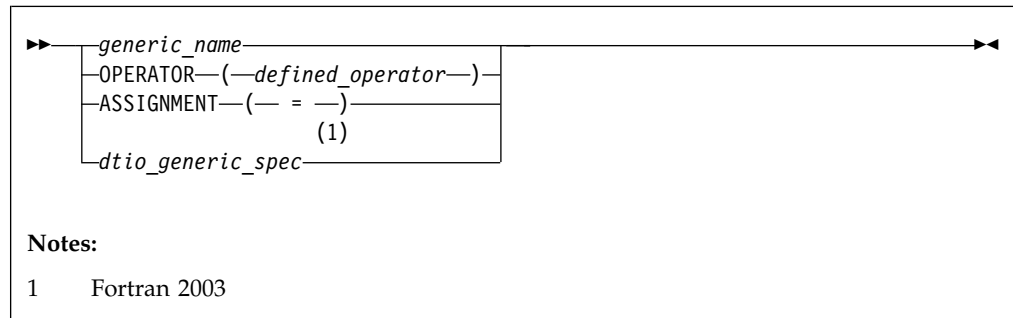 generic_name
OPERATOR ( defined_operator )
ASSIGNMENT ( = )
(1)
dtio_generic_spec
Notes:
1 Fortran 2003